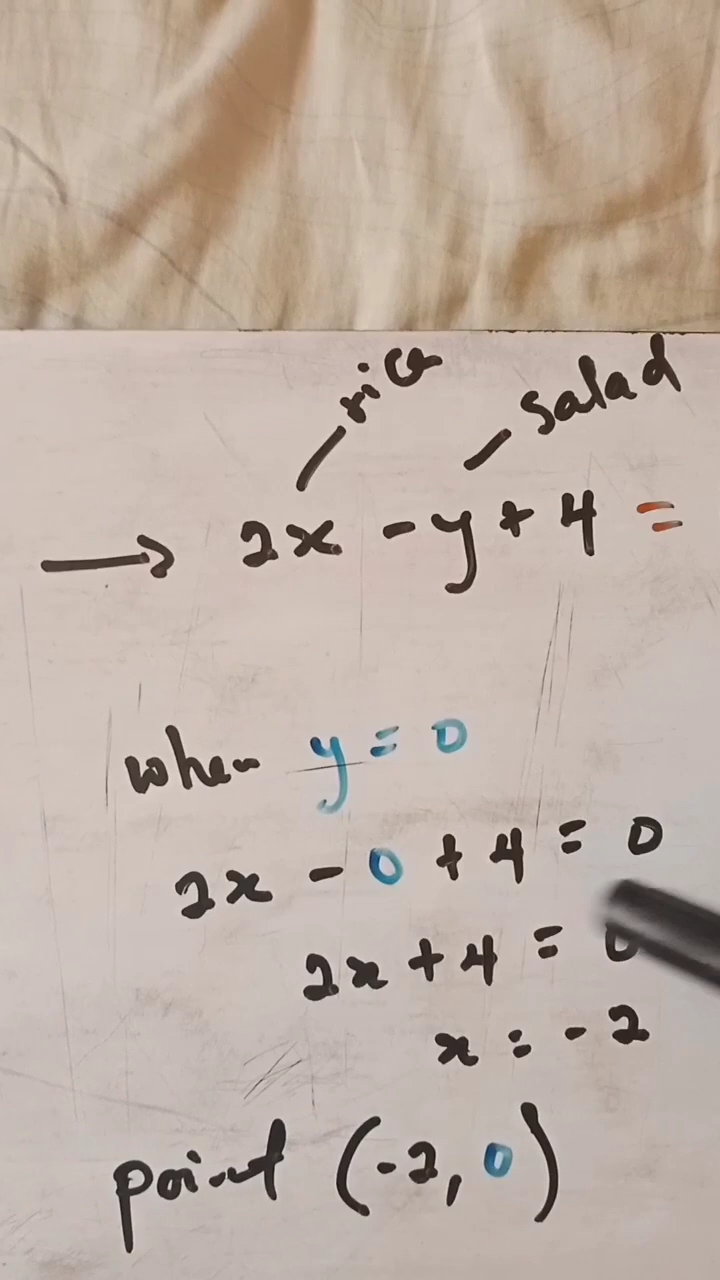 rice salad
→ 2x - y + 4 =
when y = 0
2x - 0 + 4 = 0
2x + 4 = 0
x = - 2
point (-2, 0)